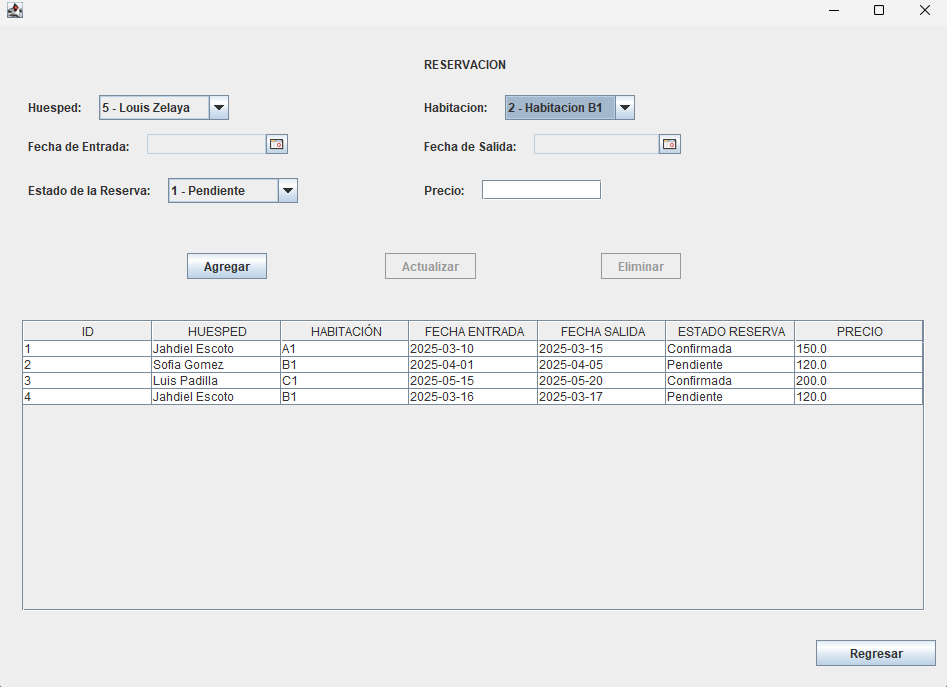 RESERVACION
Huesped: 5 - Louis Zelaya Habitacion: 2 - Habitacion B1
Fecha de Entrada: Fecha de Salida:
Estado de la Reserva: 1 - Pendiente Precio:
Agregar Actualizar Eliminar
ID HUESPED HABITACIÓN FECHA ENTRADA FECHA SALIDA ESTADO RESERVA PRECIO
1 Jahdiel Escoto A1 2025-03-10 2025-03-15 Confirmada 150.0
2 Sofia Gomez B1 2025-04-01 2025-04-05 Pendiente 120.0
3 Luis Padilla C1 2025-05-15 2025-05-20 Confirmada 200.0
4 Jahdiel Escoto B1 2025-03-16 2025-03-17 Pendiente 120.0
Regresar